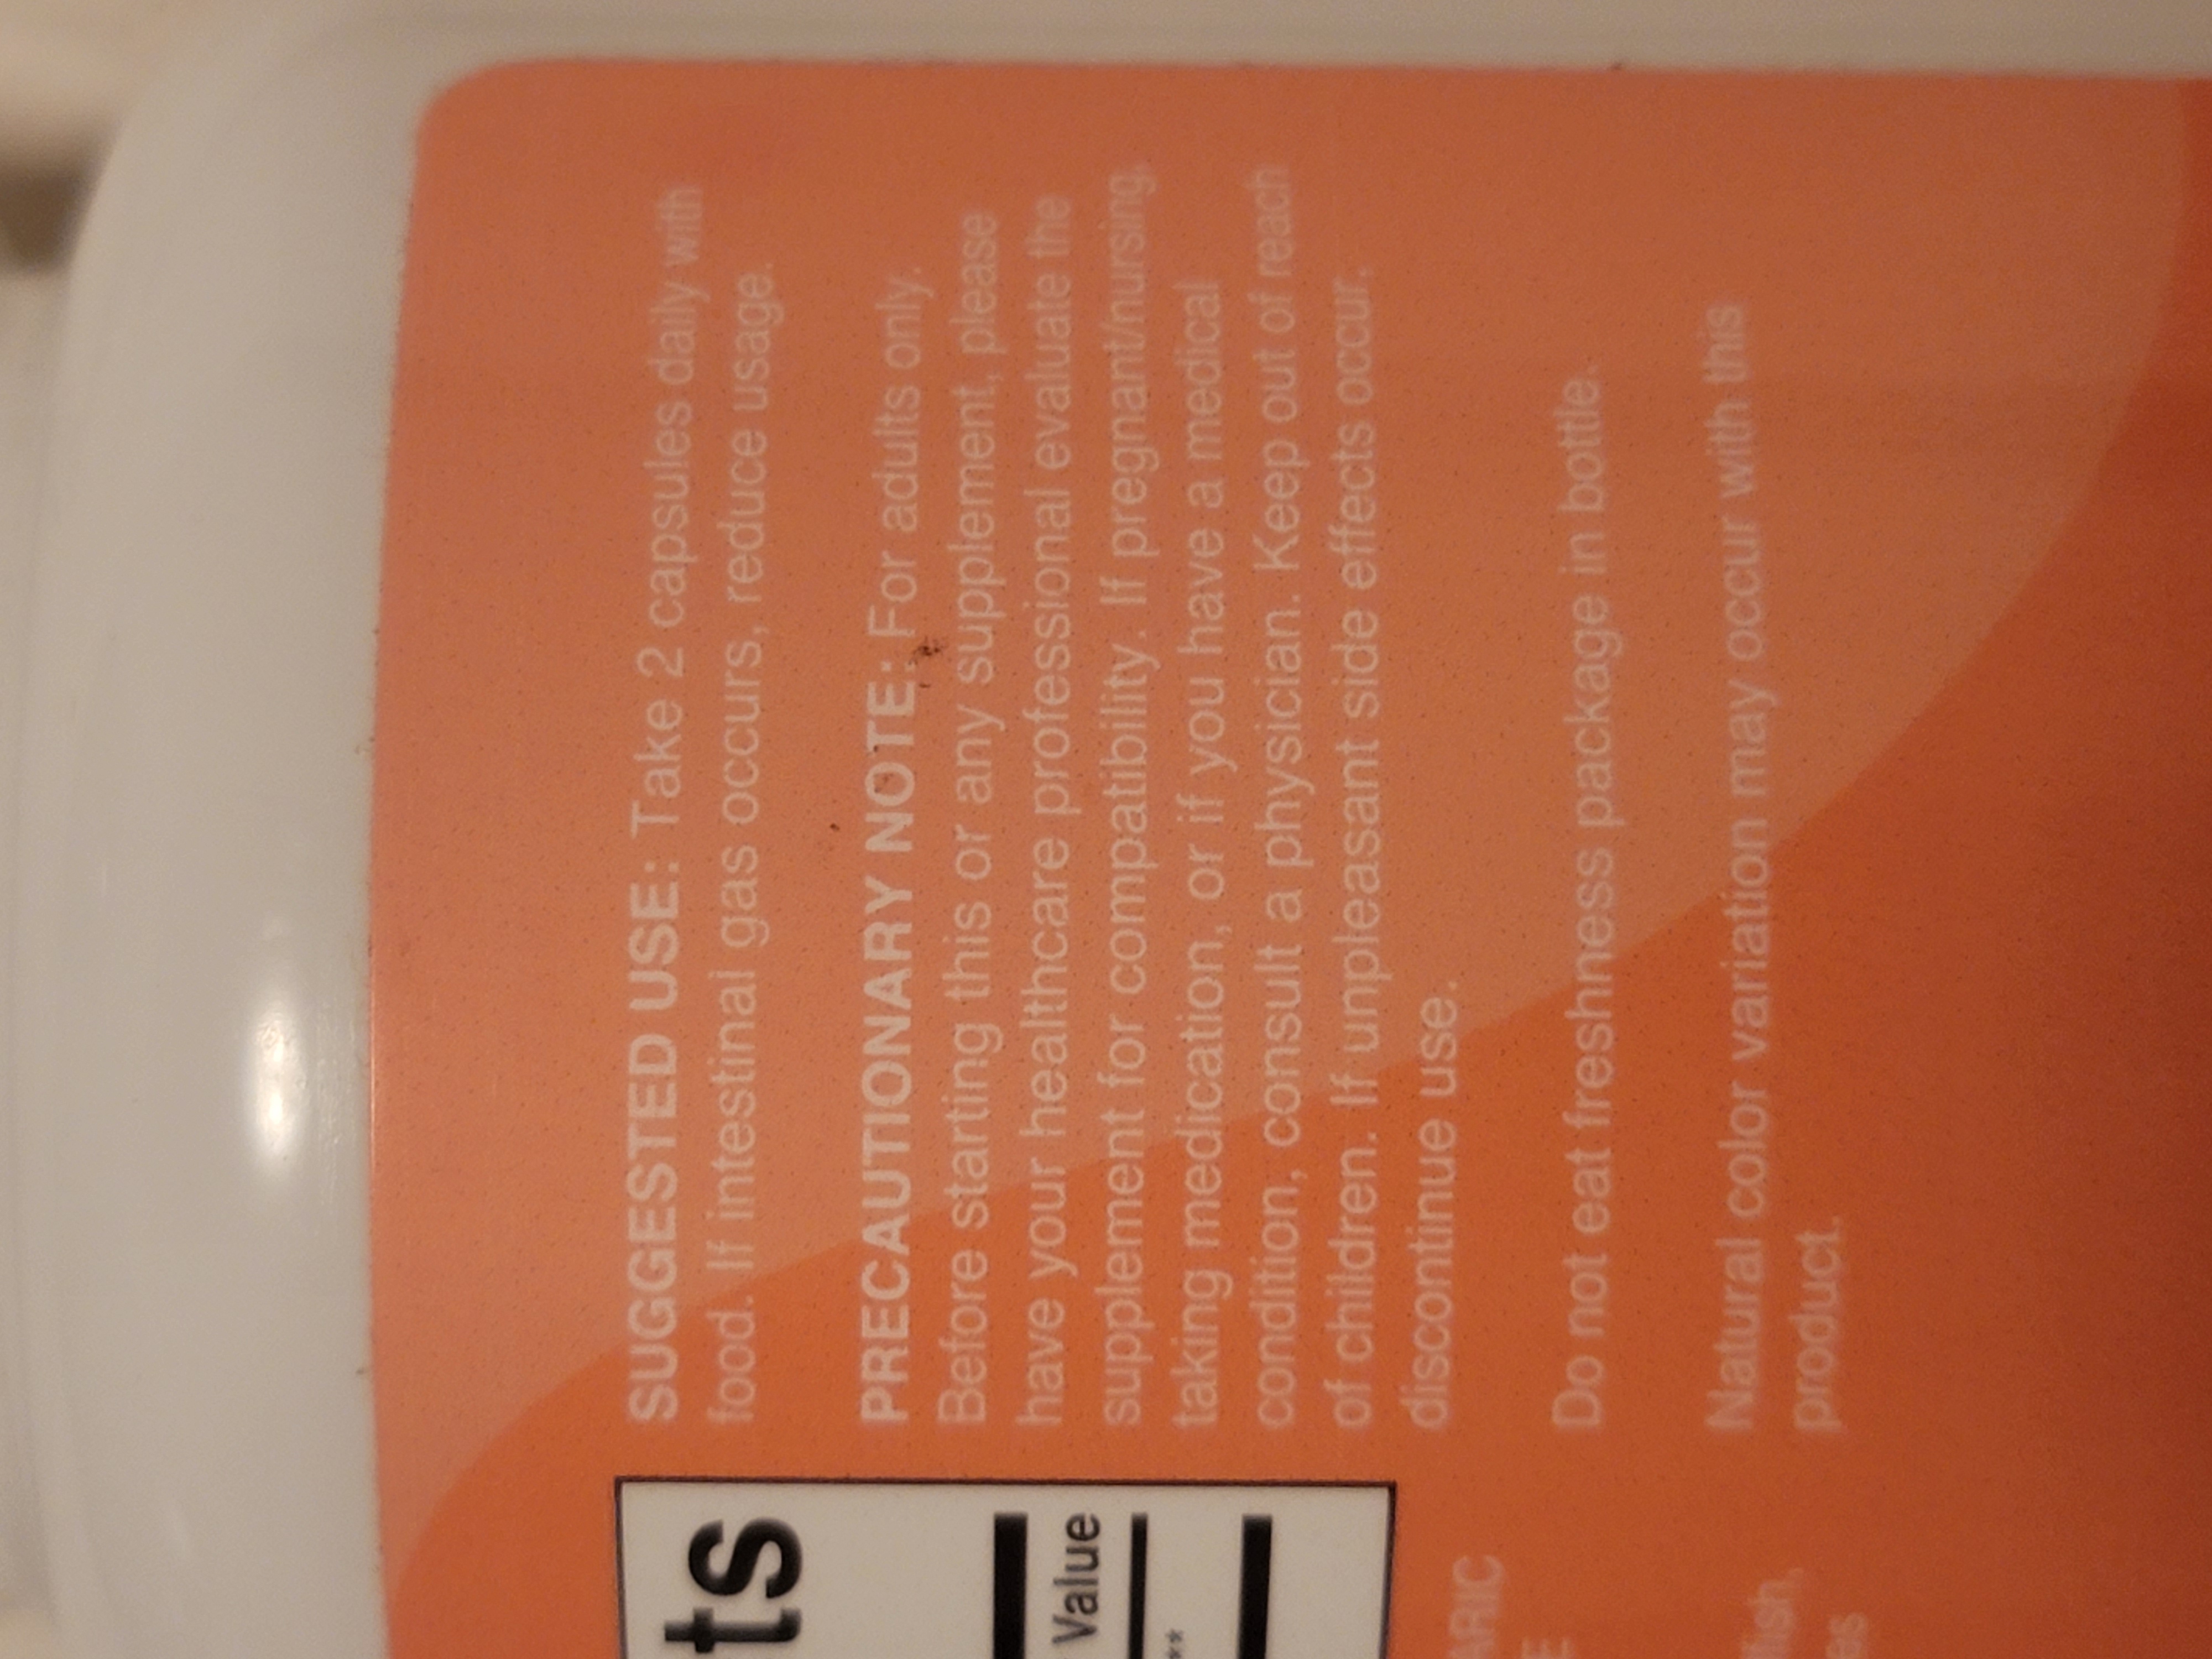 SUGGESTED USE: Take 2 capsules daily with
food. If intestinal gas occurs, reduce usage.
PRECAUTIONARY NOTE: For adults only.
Before starting this or any supplement, please
have your healthcare professional evaluate the
supplement for compatibility. If pregnant/nursing,
taking medication, or if you have a medical
condition, consult a physician. Keep out of reach
of children. If unpleasant side effects occur,
discontinue use.
Do not eat freshness package in bottle.
Natural color variation may occur with this
product.
ts
Value
**
ARIC
E
fish,
as